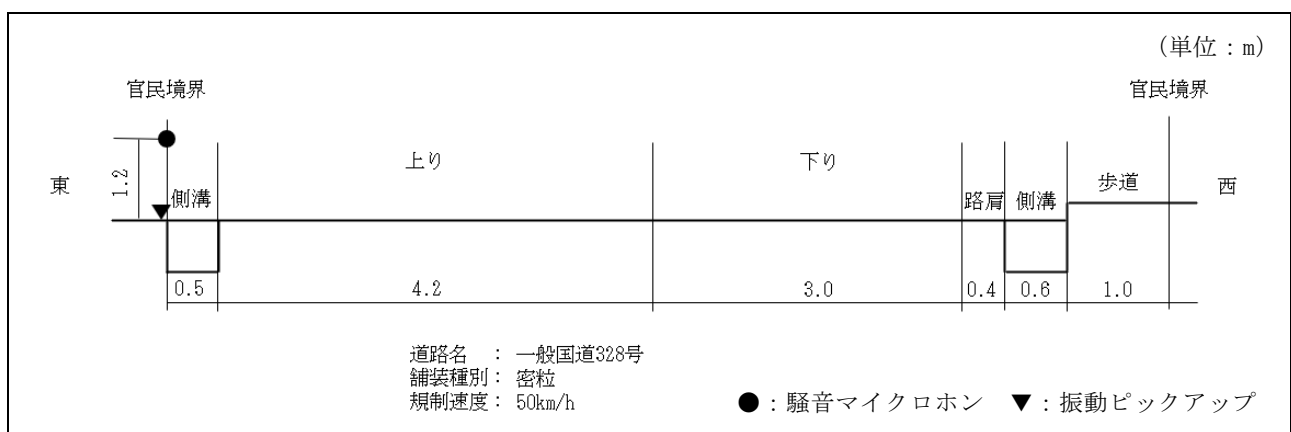 (単位：m)
官民境界 官民境界
上り 下り
東 1.2 側溝 路肩 側溝 歩道 西
0.5 4.2 3.0 0.4 0.6 1.0
道路名 ： 一般国道328号
舗装種別： 密粒
規制速度： 50km/h
●：騒音マイクロホン ▼：振動ピックアップ